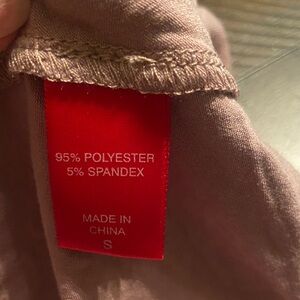 95% POLYESTER
5% SPANDEX
MADE IN
CHINA
S